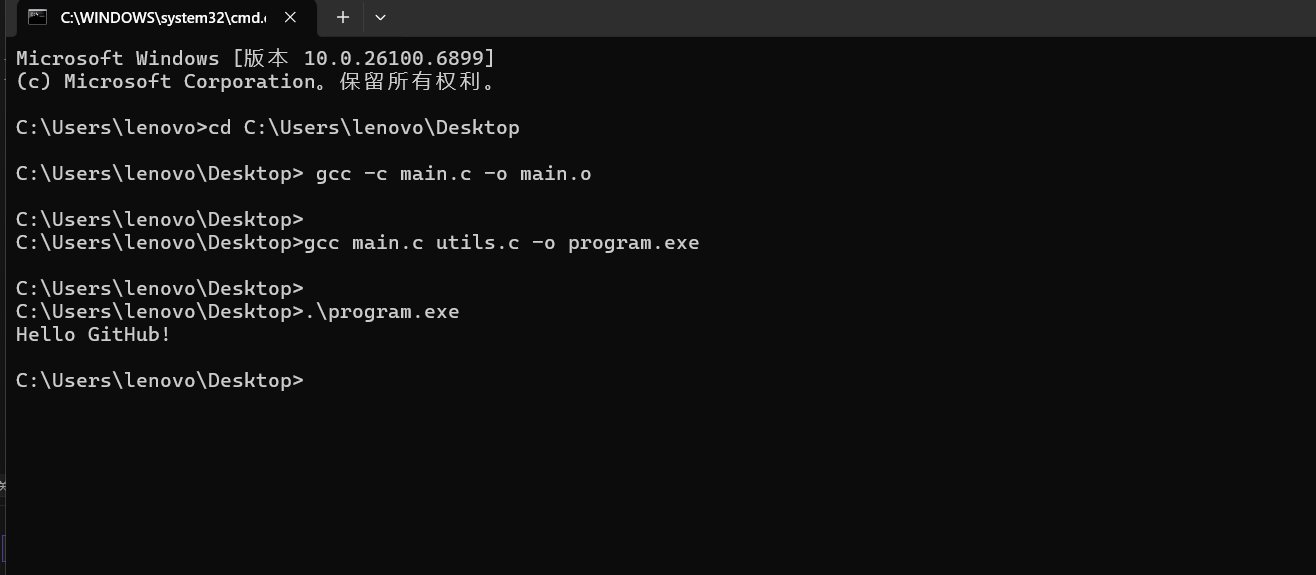 C:\WINDOWS\system32\cmd.
Microsoft Windows [版本 10.0.26100.6899]
(c) Microsoft Corporation。保留所有权利。
C:\Users\lenovo>cd C:\Users\lenovo\Desktop
C:\Users\lenovo\Desktop> gcc -c main.c -o main.o
C:\Users\lenovo\Desktop>
C:\Users\lenovo\Desktop>gcc main.c utils.c -o program.exe
C:\Users\lenovo\Desktop>
C:\Users\lenovo\Desktop>.\program.exe
Hello GitHub!
C:\Users\lenovo\Desktop>